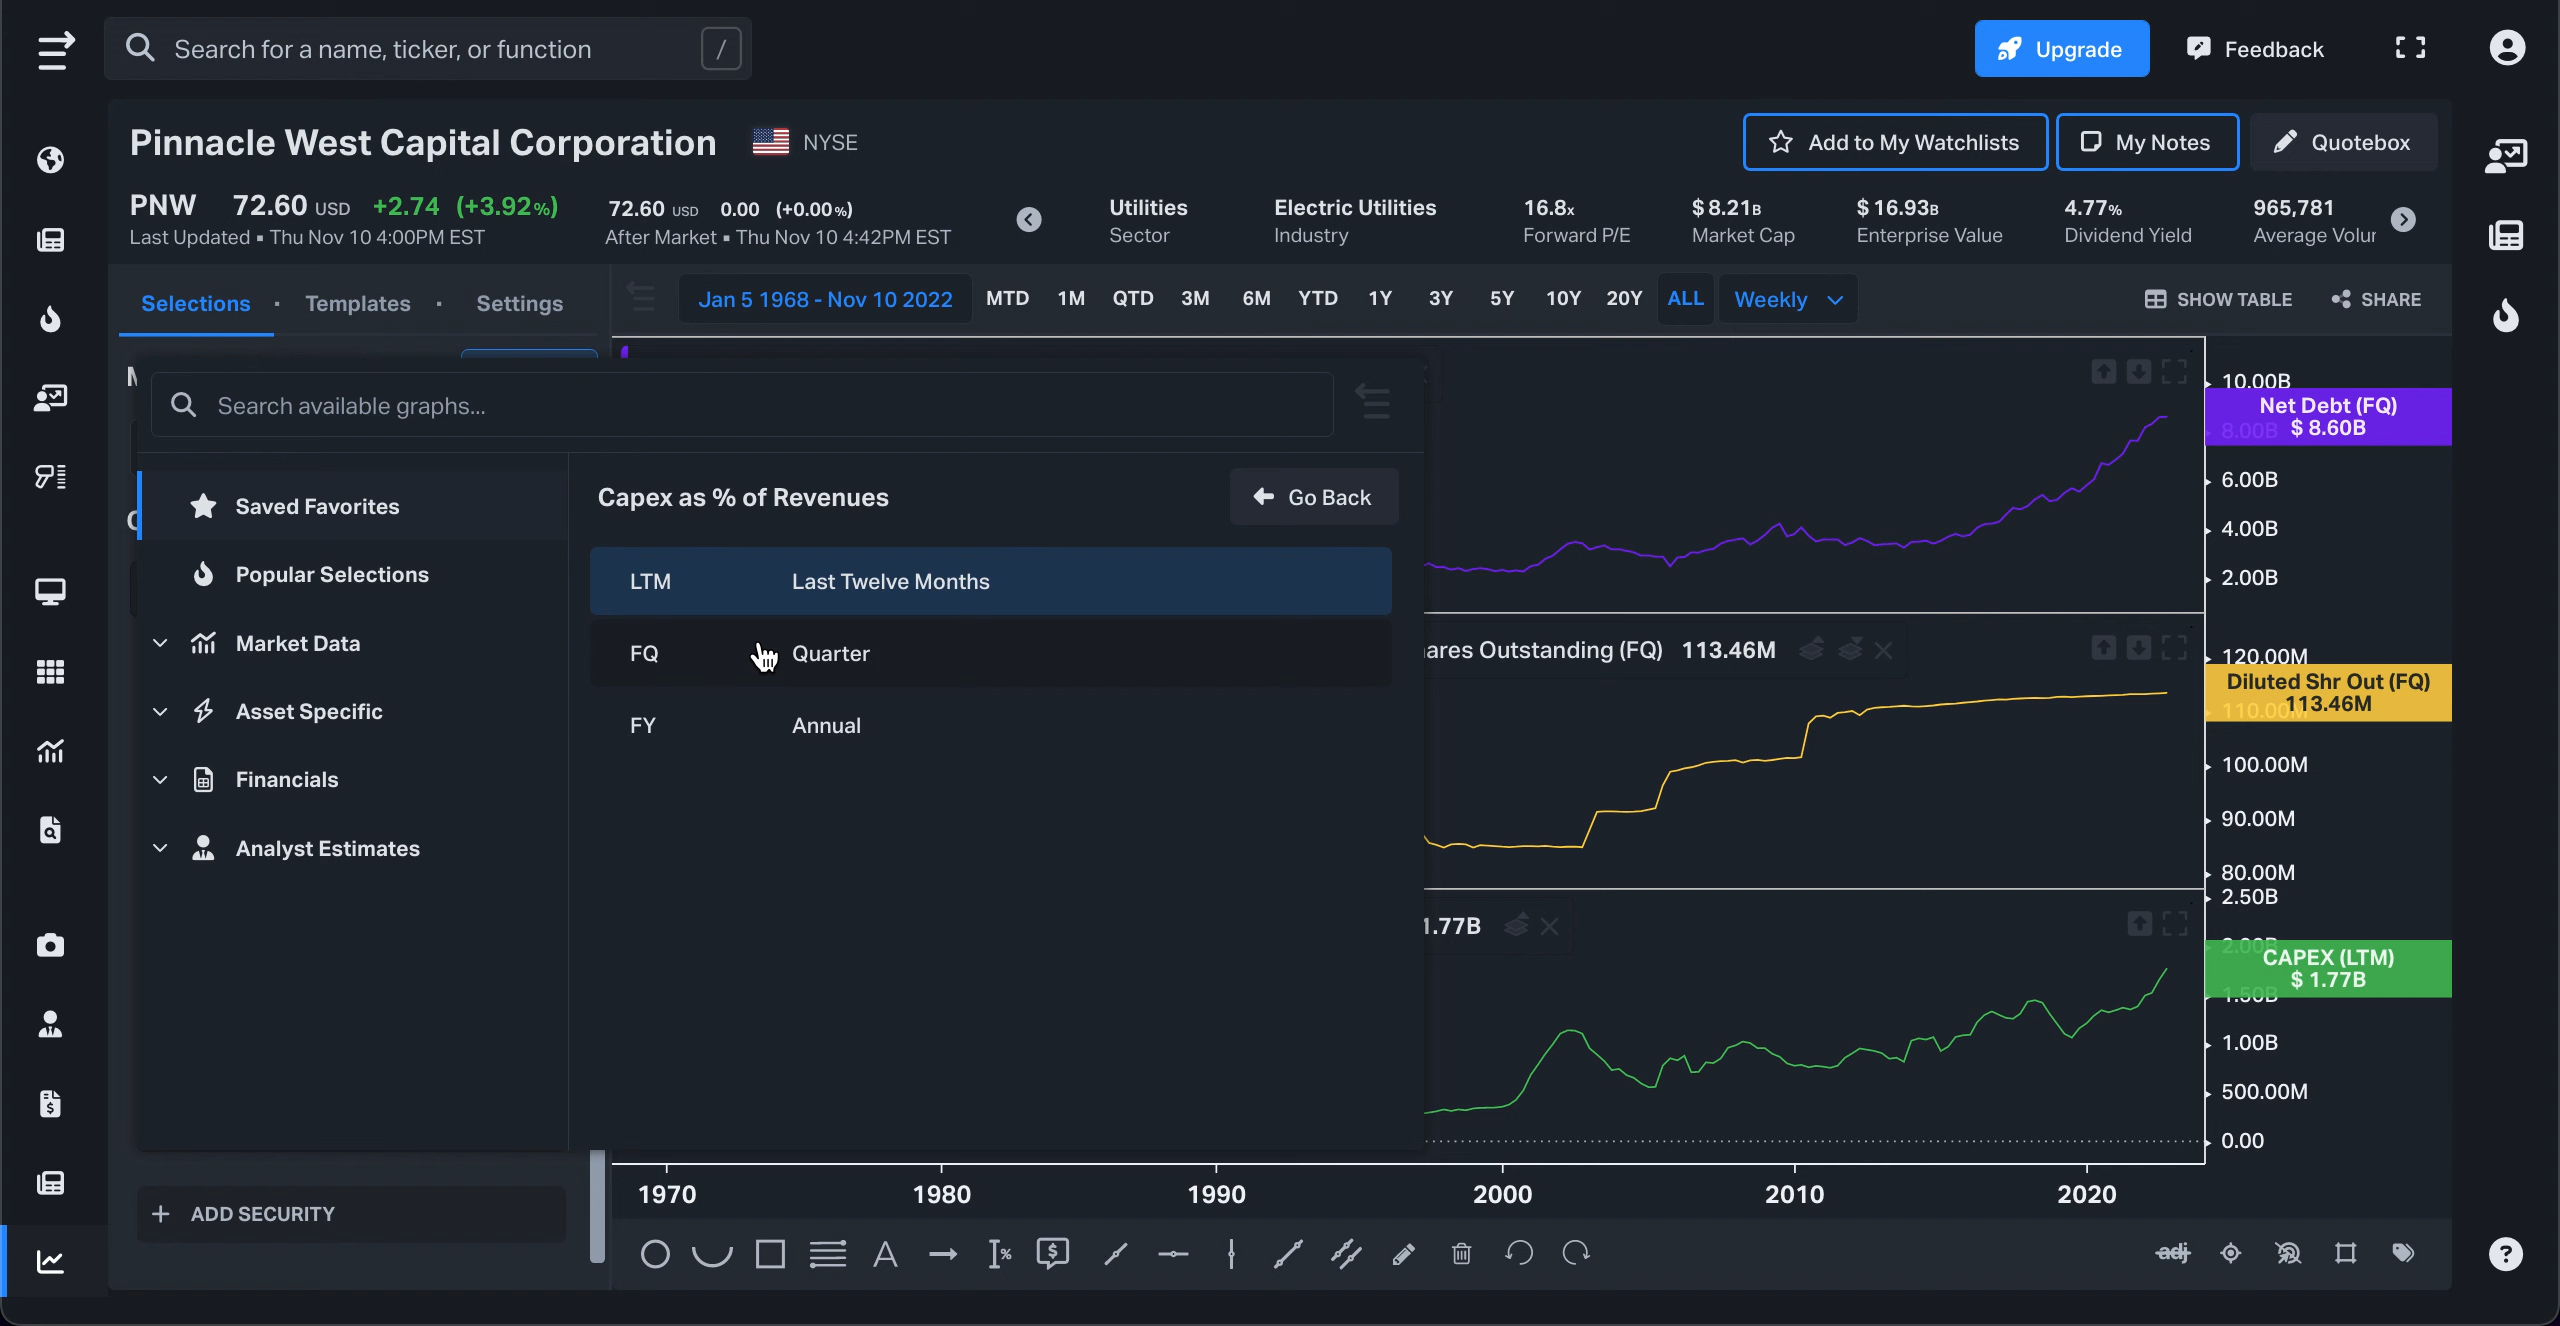 Search for a name, ticker, or function /
Upgrade
Feedback
Pinnacle West Capital Corporation NYSE
Add to My Watchlists
My Notes
Quotebox
PNW 72.60 USD +2.74 (+3.92%)
Last Updated ▪ Thu Nov 10 4:00PM EST
72.60 USD 0.00 (+0.00%)
After Market ▪ Thu Nov 10 4:42PM EST
Utilities
Sector
Electric Utilities
Industry
16.8x
Forward P/E
$ 8.21B
Market Cap
$ 16.93B
Enterprise Value
4.77%
Dividend Yield
965,781
Average Volur
Selections · Templates · Settings
Jan 5 1968 - Nov 10 2022 MTD 1M QTD 3M 6M YTD 1Y 3Y 5Y 10Y 20Y ALL Weekly
SHOW TABLE
SHARE
Search available graphs...
Saved Favorites
Popular Selections
Market Data
Asset Specific
Financials
Analyst Estimates
Capex as % of Revenues
Go Back
LTM Last Twelve Months
FQ Quarter
FY Annual
10.00B
Net Debt (FQ)
$ 8.60B
8.00B
6.00B
4.00B
2.00B
ares Outstanding (FQ) 113.46M
120.00M
Diluted Shr Out (FQ)
113.46M
110.00M
100.00M
90.00M
80.00M
1.77B
2.50B
2.00B
CAPEX (LTM)
$ 1.77B
1.50B
1.00B
500.00M
0.00
1970 1980 1990 2000 2010 2020
+ ADD SECURITY
A
%
$
adj
?